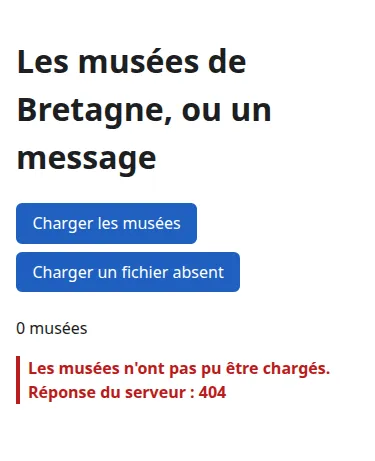 Les musées de
Bretagne, ou un
message
Charger les musées
Charger un fichier absent
0 musées
Les musées n'ont pas pu être chargés.
Réponse du serveur : 404